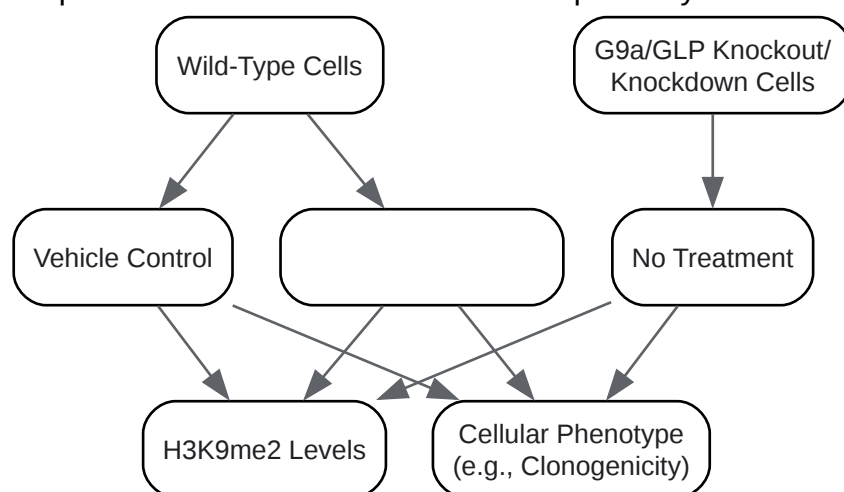 Wild-Type Cells
G9a/GLP Knockout/
Knockdown Cells
Vehicle Control
No Treatment
H3K9me2 Levels
Cellular Phenotype
(e.g., Clonogenicity)